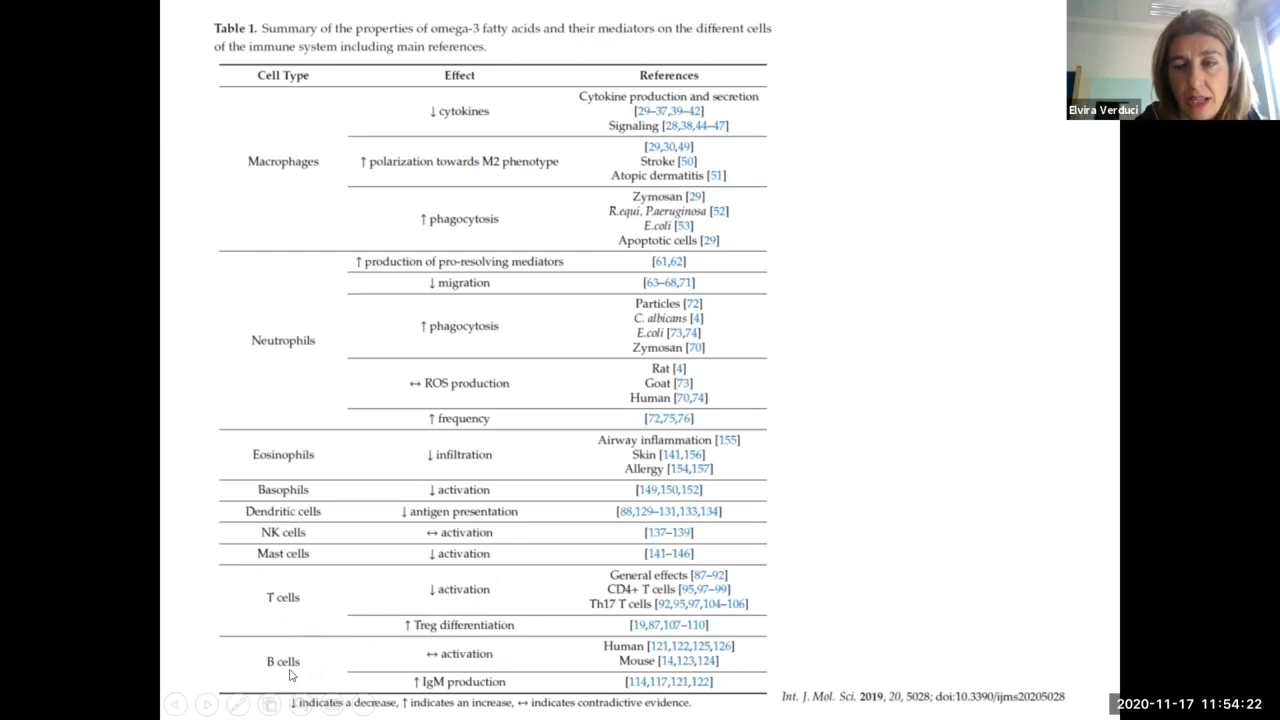 Table 1. Summary of the properties of omega-3 fatty acids and their mediators on the different cells
of the immune system including main references.
Cell Type Effect References
Macrophages
↓ cytokines
Cytokine production and secretion
[29–37,39–42]
Signaling [28,38,44–47]
↑ polarization towards M2 phenotype
[29,30,49]
Stroke [50]
Atopic dermatitis [51]
↑ phagocytosis
Zymosan [29]
R.equi, P.aeruginosa [52]
E.coli [53]
Apoptotic cells [29]
Neutrophils
↑ production of pro-resolving mediators [61,62]
↓ migration [63–68,71]
↑ phagocytosis
Particles [72]
C. albicans [4]
E.coli [73,74]
Zymosan [70]
↔ ROS production
Rat [4]
Goat [73]
Human [70,74]
↑ frequency [72,75,76]
Eosinophils
↓ infiltration
Airway inflammation [155]
Skin [141,156]
Allergy [154,157]
Basophils ↓ activation [149,150,152]
Dendritic cells ↓ antigen presentation [88,129–131,133,134]
NK cells ↔ activation [137–139]
Mast cells ↓ activation [141–146]
T cells
↓ activation
General effects [87–92]
CD4+ T cells [95,97–99]
Th17 T cells [92,95,97,104–106]
↑ Treg differentiation [19,87,107–110]
B cells
↔ activation
Human [121,122,125,126]
Mouse [14,123,124]
↑ IgM production [114,117,121,122]
↓ indicates a decrease, ↑ indicates an increase, ↔ indicates contradictive evidence.
Int. J. Mol. Sci. 2019, 20, 5028; doi:10.3390/ijms20205028
Elvira Verduci
2020-11-17 11:54:22